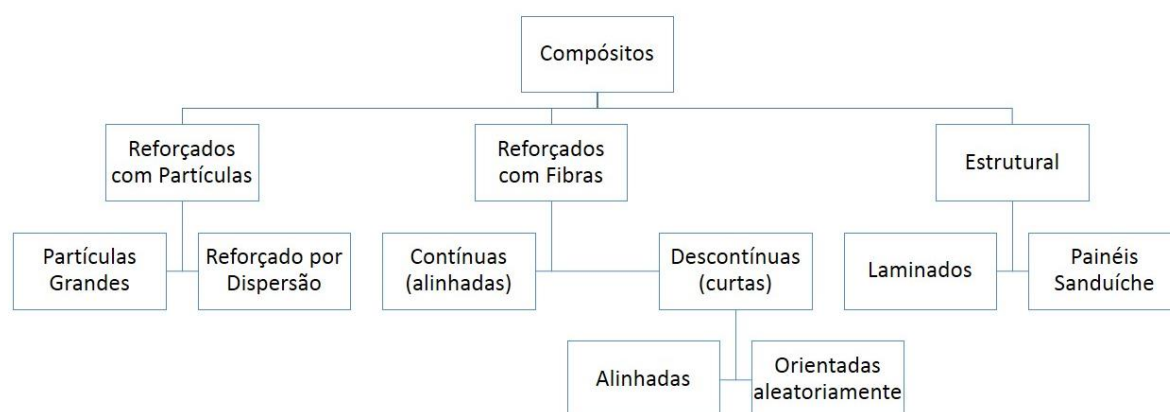 Compósitos
Reforçados
com Partículas
Reforçados
com Fibras
Estrutural
Partículas
Grandes
Reforçado por
Dispersão
Contínuas
(alinhadas)
Descontínuas
(curtas)
Laminados
Painéis
Sanduíche
Alinhadas
Orientadas
aleatoriamente